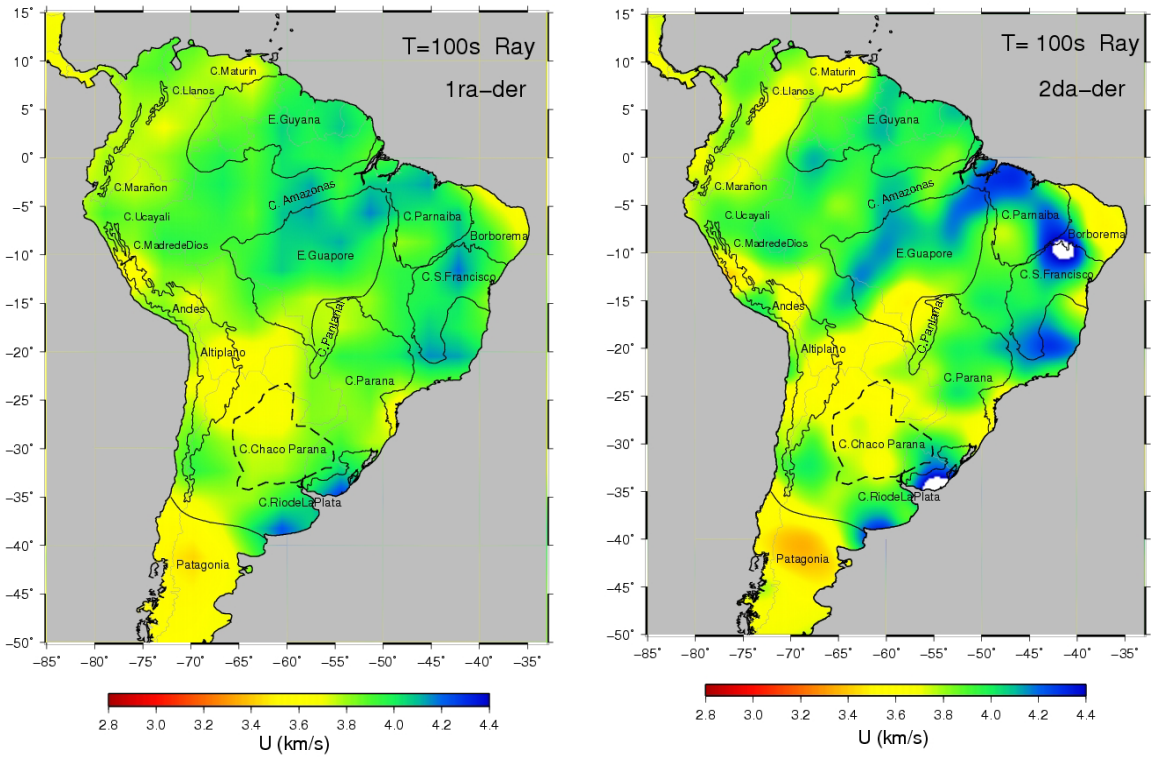 T=100s Ray
1ra-der
15˚
10˚
5˚
0˚
−5˚
−10˚
−15˚
−20˚
−25˚
−30˚
−35˚
−40˚
−45˚
−50˚
C.Maturin
C.Llanos
E.Guyana
C.Marañon
C. Amazonas
C.Ucayali
C.Parnaiba
C.MadredeDios
Borborema
E.Guapore
C.S.Francisco
Andes
C.Pantanal
Altiplano
C.Parana
C.Chaco Parana
C.RiodeLaPlata
Patagonia
−85˚ −80˚ −75˚ −70˚ −65˚ −60˚ −55˚ −50˚ −45˚ −40˚ −35˚
2.8 3.0 3.2 3.4 3.6 3.8 4.0 4.2 4.4
U (km/s)
T= 100s Ray
2da-der
15˚
10˚
5˚
0˚
−5˚
−10˚
−15˚
−20˚
−25˚
−30˚
−35˚
−40˚
−45˚
−50˚
C.Maturin
C.Llanos
E.Guyana
C.Marañon
C. Amazonas
C.Ucayali
C.Parnaiba
C.MadredeDios
Borborema
E.Guapore
C.S.Francisco
Andes
C.Pantanal
Altiplano
C.Parana
C.Chaco Parana
C.RiodeLaPlata
Patagonia
−85˚ −80˚ −75˚ −70˚ −65˚ −60˚ −55˚ −50˚ −45˚ −40˚ −35˚
2.8 3.0 3.2 3.4 3.6 3.8 4.0 4.2 4.4
U (km/s)